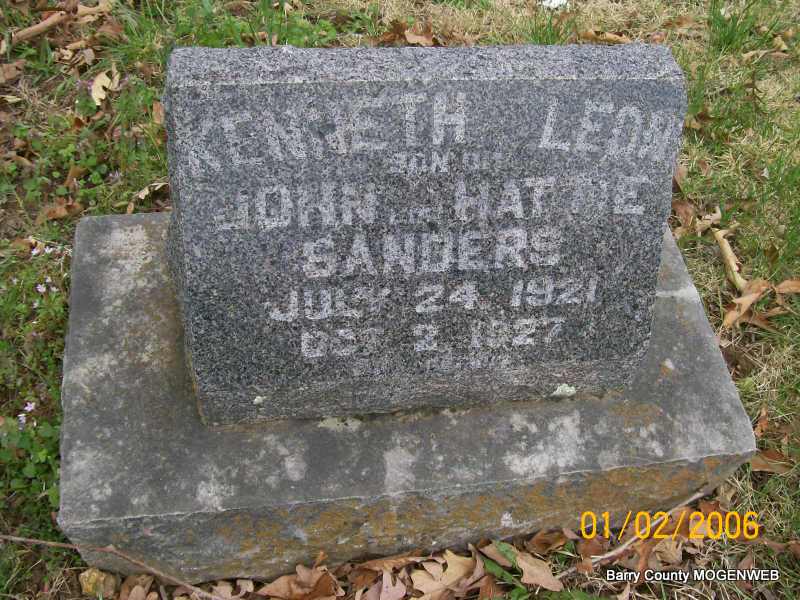 KENNETH LEON
SON OF
JOHN AND HATTIE
SANDERS
JULY 24 1921
OCT 2 1927
01/02/2006
Barry County MOGENWEB